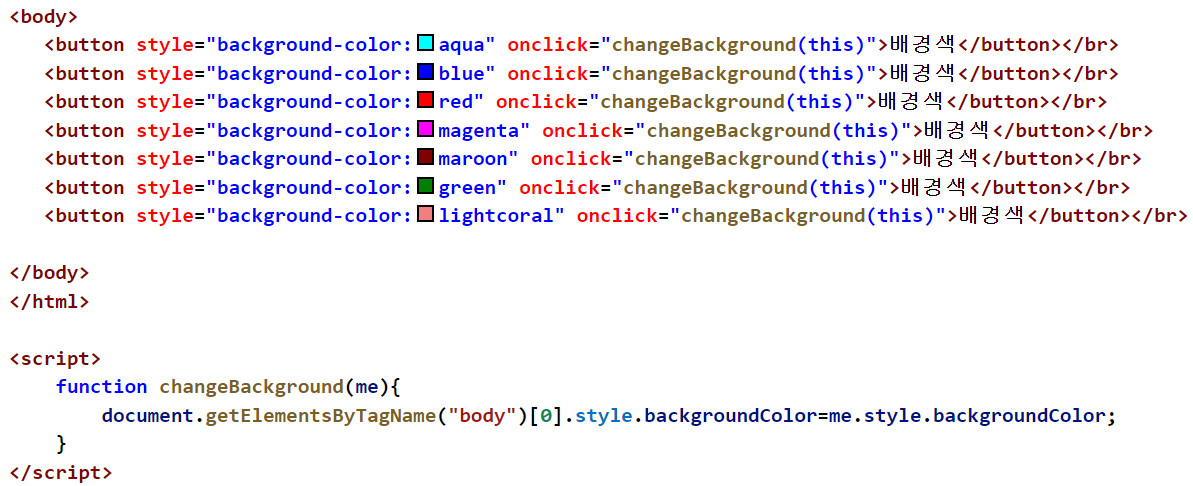 <body>
<button style="background-color:aqua" onclick="changeBackground(this)">배경색</button></br>
<button style="background-color:blue" onclick="changeBackground(this)">배경색</button></br>
<button style="background-color:red" onclick="changeBackground(this)">배경색</button></br>
<button style="background-color:magenta" onclick="changeBackground(this)">배경색</button></br>
<button style="background-color:maroon" onclick="changeBackground(this)">배경색</button></br>
<button style="background-color:green" onclick="changeBackground(this)">배경색</button></br>
<button style="background-color:lightcoral" onclick="changeBackground(this)">배경색</button></br>
</body>
</html>
<script>
function changeBackground(me){
document.getElementsByTagName("body")[0].style.backgroundColor=me.style.backgroundColor;
}
</script>